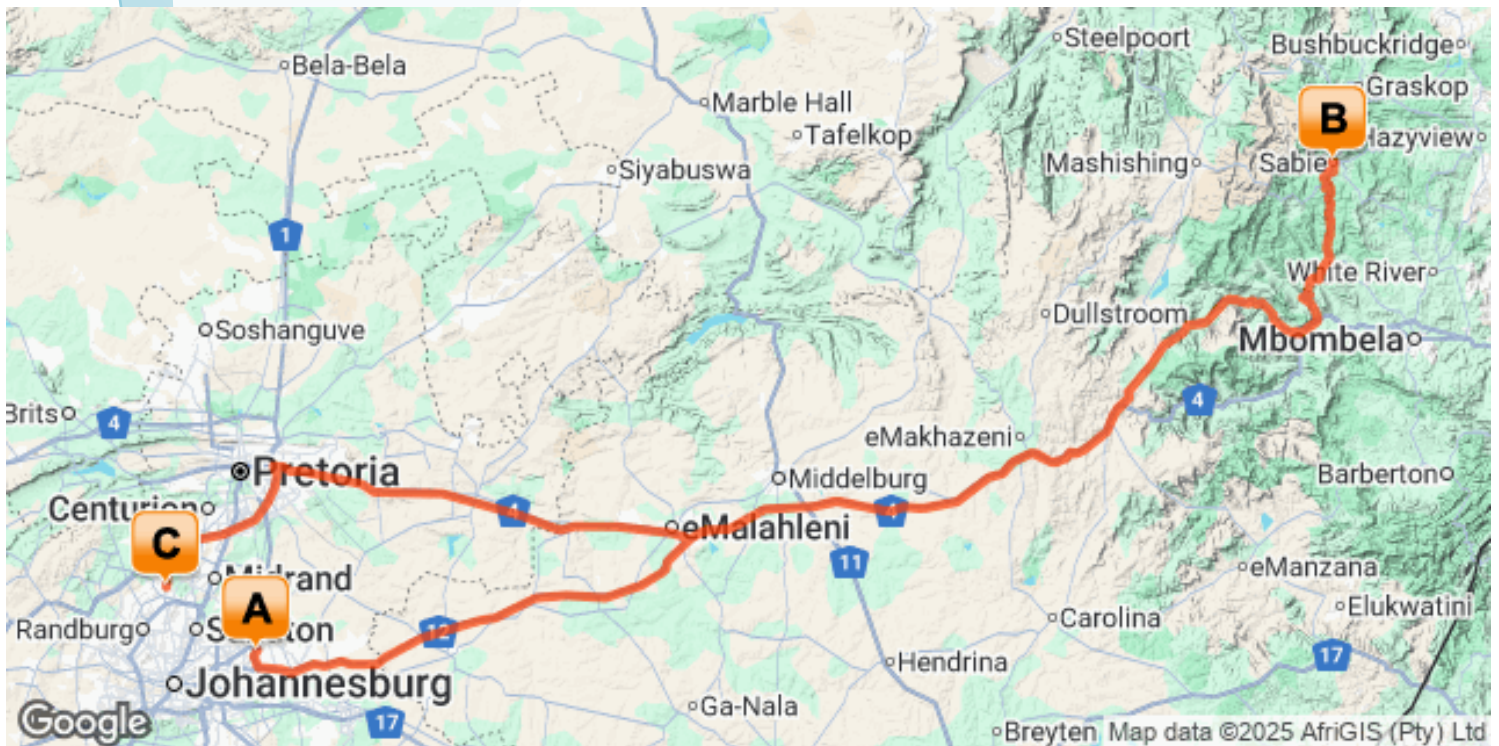 Steelpoort
Bushbuckridge
Bela-Bela
Graskop
Marble Hall
B
Tafelkop
Hazyview
Mashishing
Sabie
Siyabuswa
1
White River
Dullstroom
Soshanguve
Mbombela
4
Brits
4
eMakhazeni
Pretoria
Middelburg
Barberton
Centurion
4
4
eMalahleni
C
11
Midrand
eManzana
A
Elukwatini
Carolina
Randburg
12
Hendrina
17
Johannesburg
Ga-Nala
17
Google
Breyten
Map data ©2025 AfriGIS (Pty) Ltd